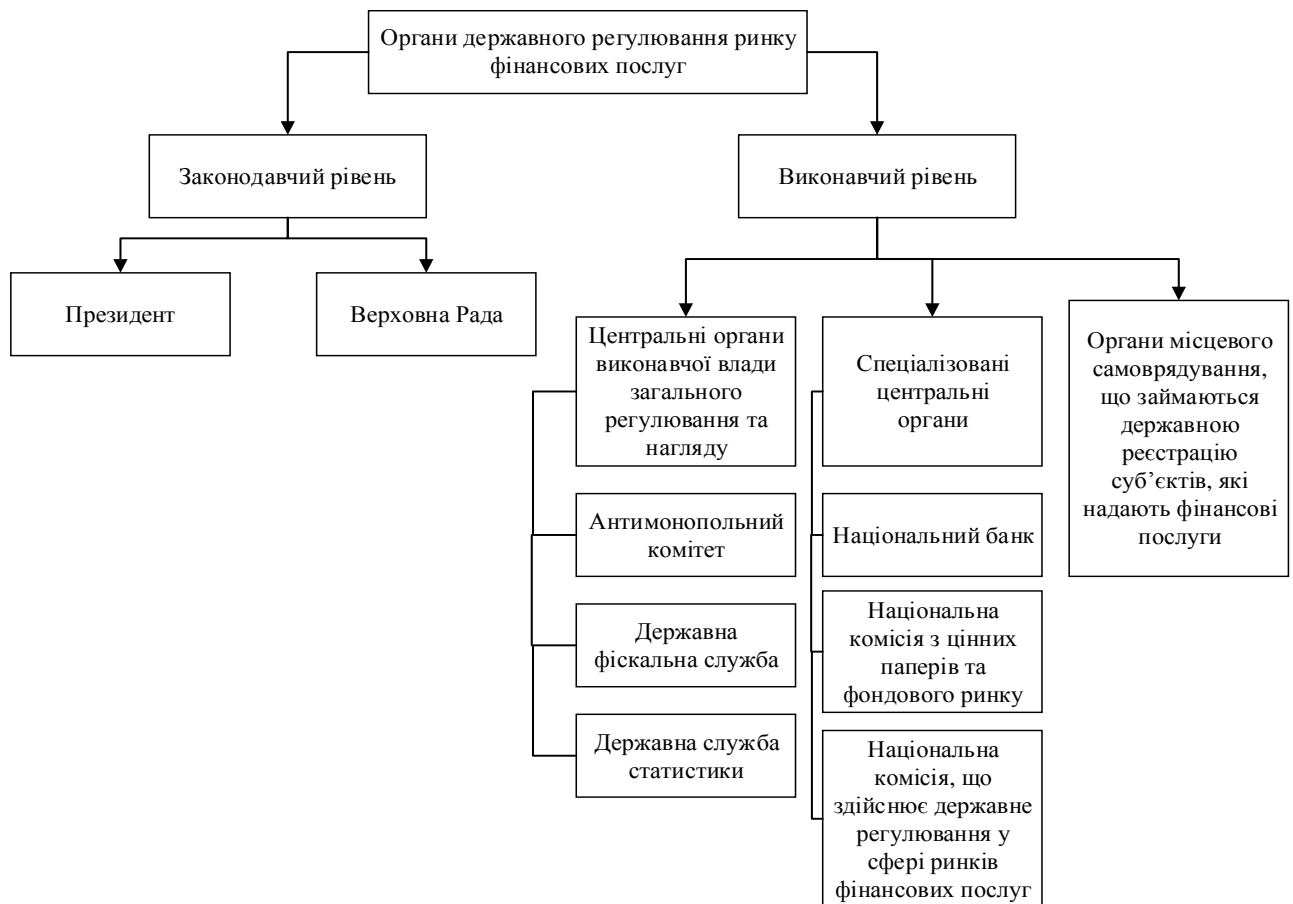 Органи державного регулювання ринку
фінансових послуг
Законодавчий рівень
Виконавчий рівень
Президент
Верховна Рада
Центральні органи
виконавчої влади
загального
регулювання та
нагляду
Антимонопольний
комітет
Державна
фіскальна служба
Державна служба
статистики
Спеціалізовані
центральні
органи
Національний банк
Національна
комісія з цінних
паперів та
фондового ринку
Національна
комісія, що
здійснює державне
регулювання у
сфері ринків
фінансових послуг
Органи місцевого
самоврядування,
що займаються
державною
реєстрацію
суб’єктів, які
надають фінансові
послуги